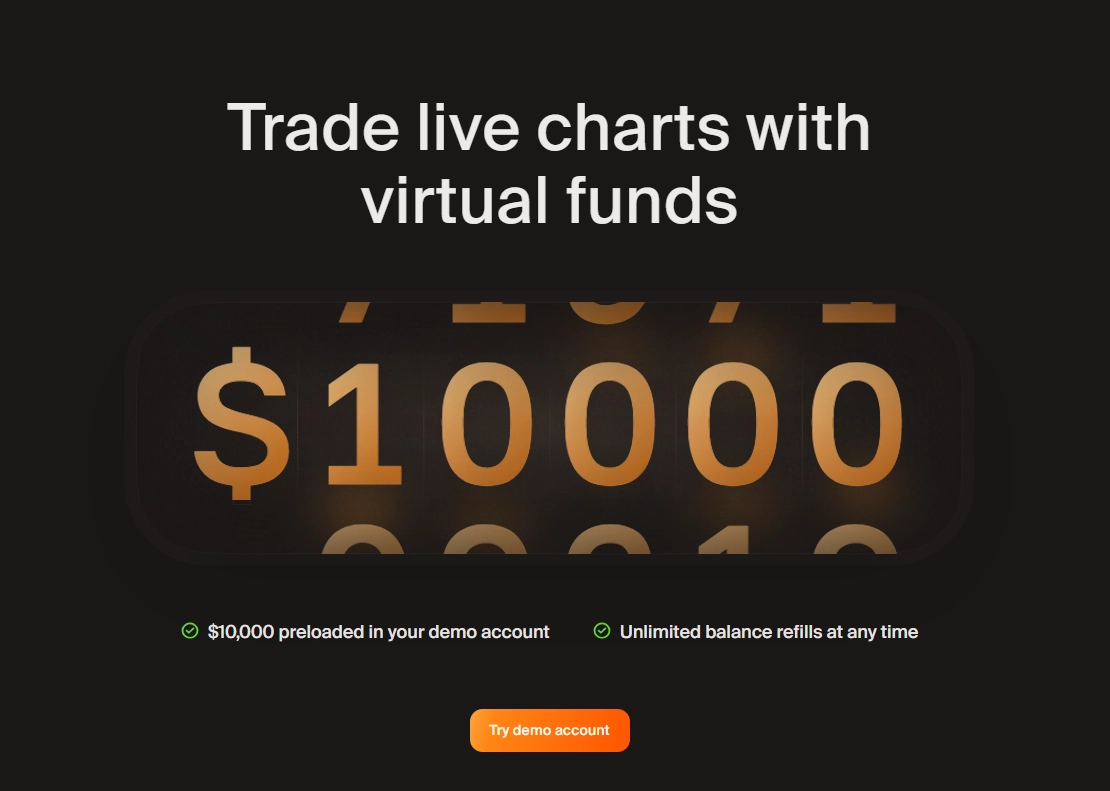 Trade live charts with
virtual funds
$10000
$10,000 preloaded in your demo account
Unlimited balance refills at any time
Try demo account